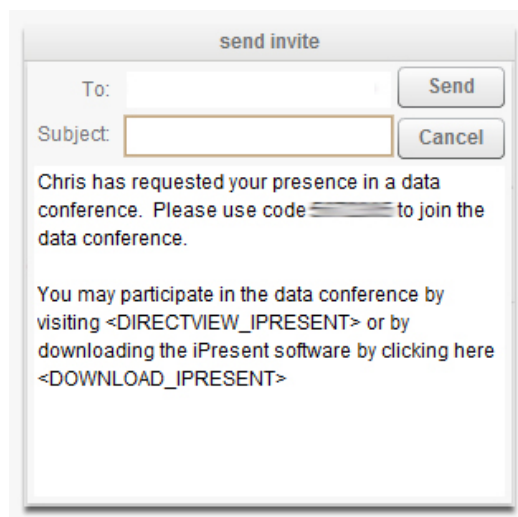 send invite
To:
Send
Subject:
Cancel
Chris has requested your presence in a data
conference.  Please use code to join the
data conference.
You may participate in the data conference by
visiting <DIRECTVIEW_IPRESENT> or by
downloading the iPresent software by clicking here
<DOWNLOAD_IPRESENT>